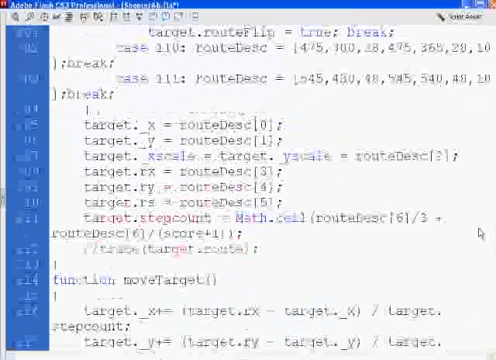 Adobe Flash CS3 Professional
Script Assist
target.routeFlip = true; break;
case 110: routeDesc = [475,300,28,475,365,28,10
];break;
case 111: routeDesc = [545,480,48,545,540,48,10
];break;
}
target._x = routeDesc[0];
target._y = routeDesc[1];
target._xscale = target._yscale = routeDesc[2];
target.rx = routeDesc[3];
target.ry = routeDesc[4];
target.rs = routeDesc[5];
target.stepcount = Math.ceil(routeDesc[6]/3 +
routeDesc[6]/(score+1));
//trace(target.route);
}
function moveTarget()
{
target._x+= (target.rx - target._x) / target.
stepcount;
target._y+= (target.ry - target._y) / target.